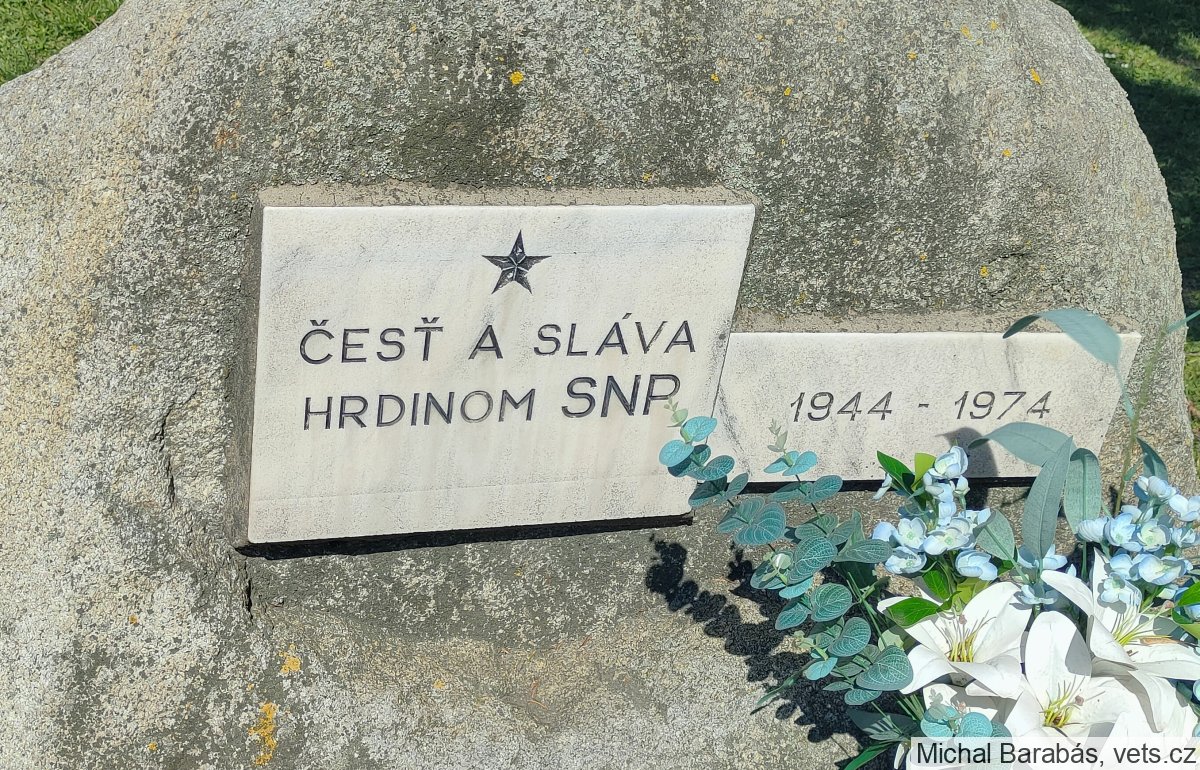 ČESŤ A SLÁVA
HRDINOM SNP
1944 - 1974
Michal Barabás, vets.cz